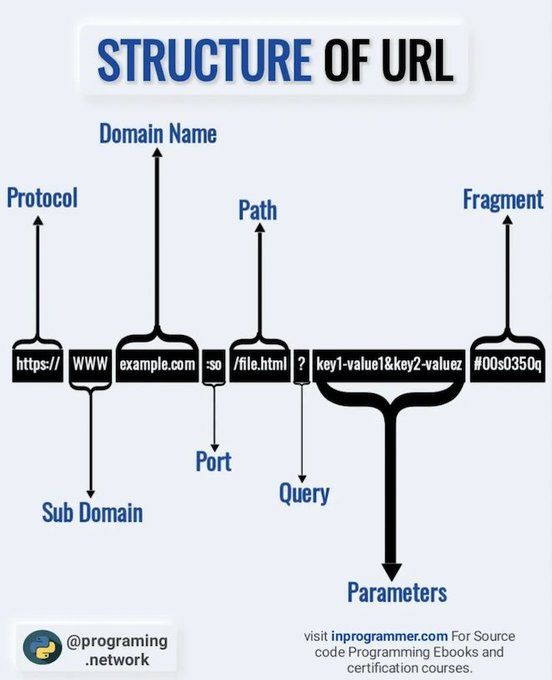 STRUCTURE OF URL
Domain Name
Protocol
Path
Fragment
https:// WWW example.com :so /file.html ? key1-value1&key2-valuez #00s0350q
Port
Query
Sub Domain
Parameters
@programing
.network
visit inprogrammer.com For Source
code Programming Ebooks and
certification courses.